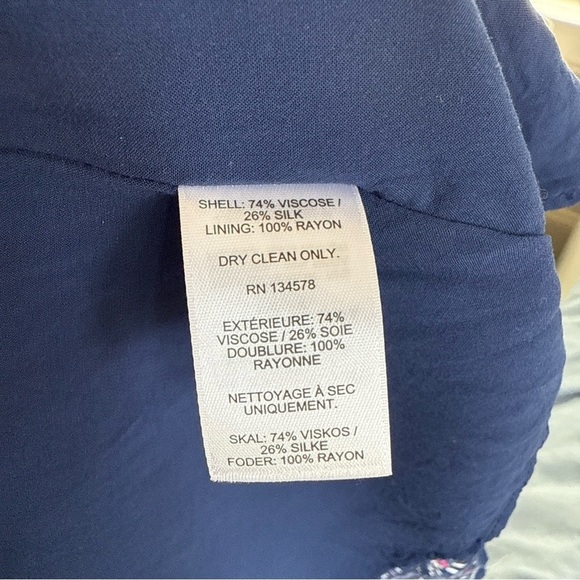 SHELL: 74% VISCOSE /
26% SILK
LINING: 100% RAYON
DRY CLEAN ONLY.
RN 134578
EXTÉRIEURE: 74%
VISCOSE / 26% SOIE
DOUBLURE: 100%
RAYONNE
NETTOYAGE À SEC
UNIQUEMENT.
SKAL: 74% VISKOS /
26% SILKE
FODER: 100% RAYON